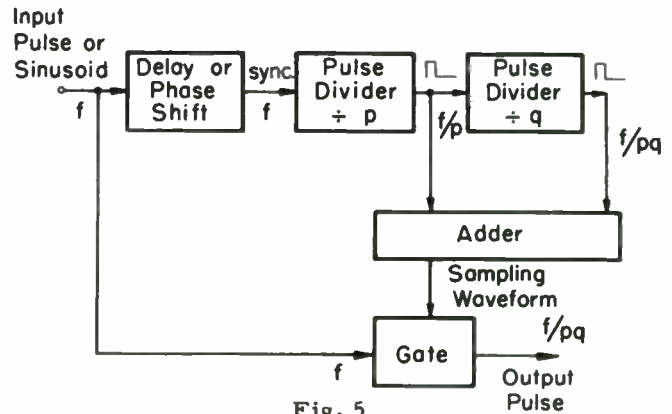 Input
Pulse or
Sinusoid
f
Delay or
Phase
Shift
sync.
f
Pulse
Divider
÷ p
f/p
Pulse
Divider
÷ q
f/pq
Adder
Sampling
Waveform
f
Gate
f/pq
Output
Pulse
Fig. 5